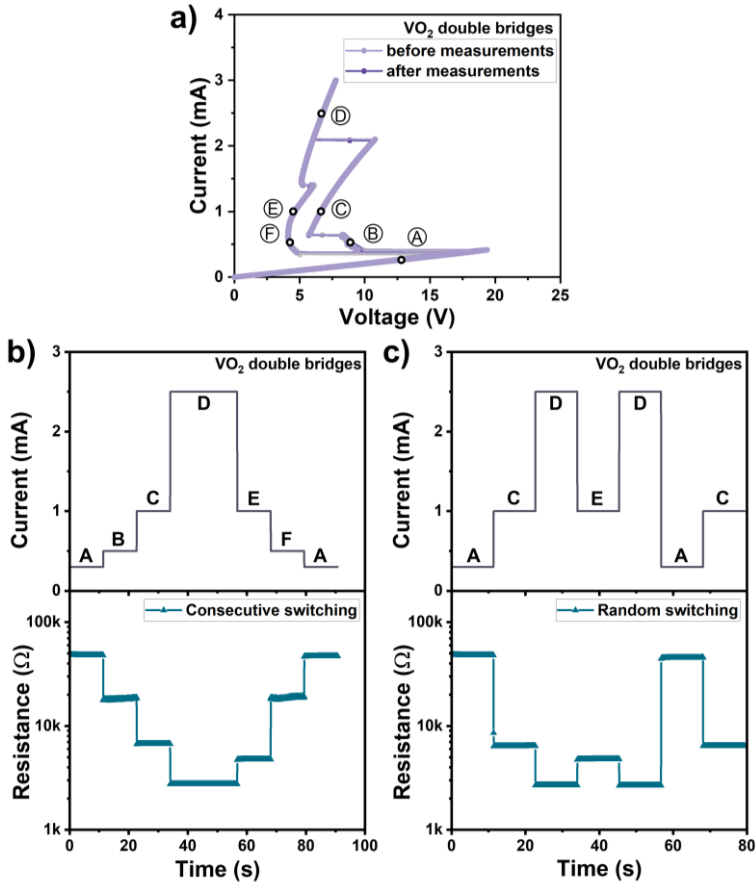 a)
VO₂ double bridges
before measurements
after measurements
Current (mA)
4
3
2
1
0
Ⓓ
Ⓔ
Ⓒ
Ⓕ
Ⓑ
Ⓐ
0 5 10 15 20 25
Voltage (V)
b)
VO₂ double bridges
Current (mA)
3
2
1
0
A B C D E F A
Consecutive switching
Resistance (Ω)
100k
10k
1k
0 20 40 60 80 100
Time (s)
c)
VO₂ double bridges
Current (mA)
3
2
1
0
A C D E D A C
Random switching
Resistance (Ω)
100k
10k
1k
0 20 40 60 80
Time (s)